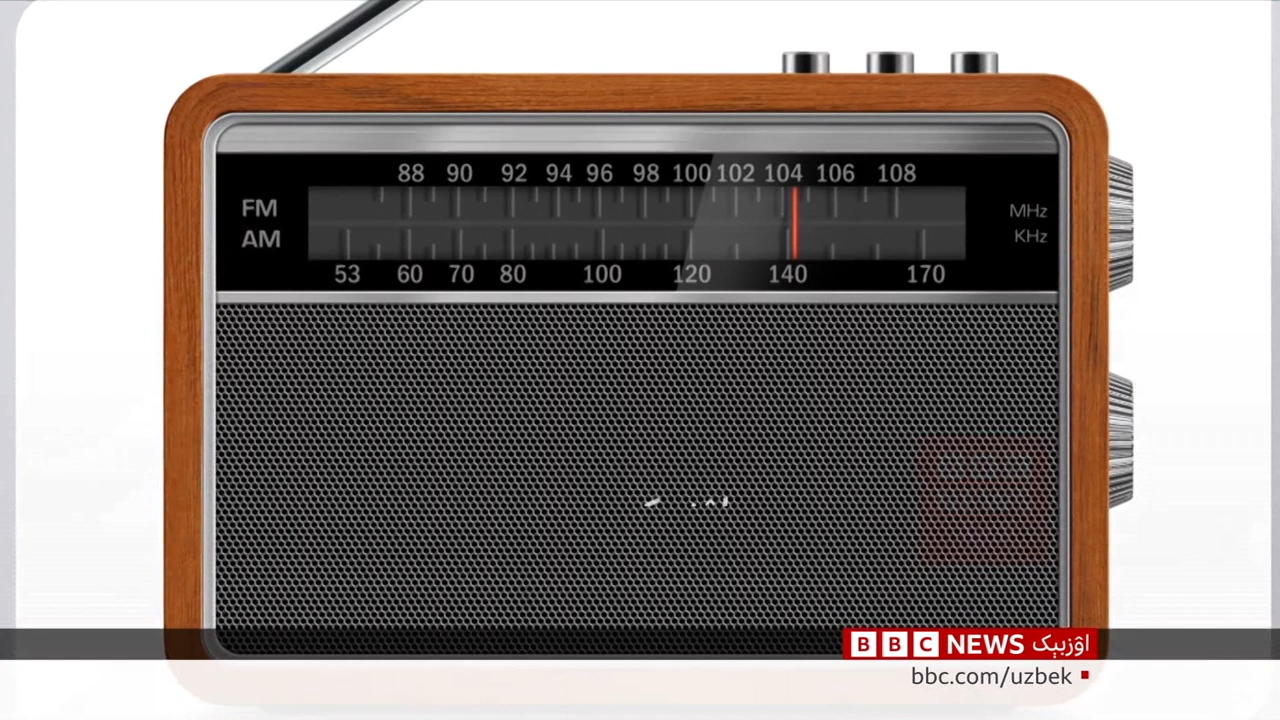 88 90 92 94 96 98 100 102 104 106 108
FM MHz
AM KHz
53 60 70 80 100 120 140 170
BBC NEWS اۉزبېک
bbc.com/uzbek